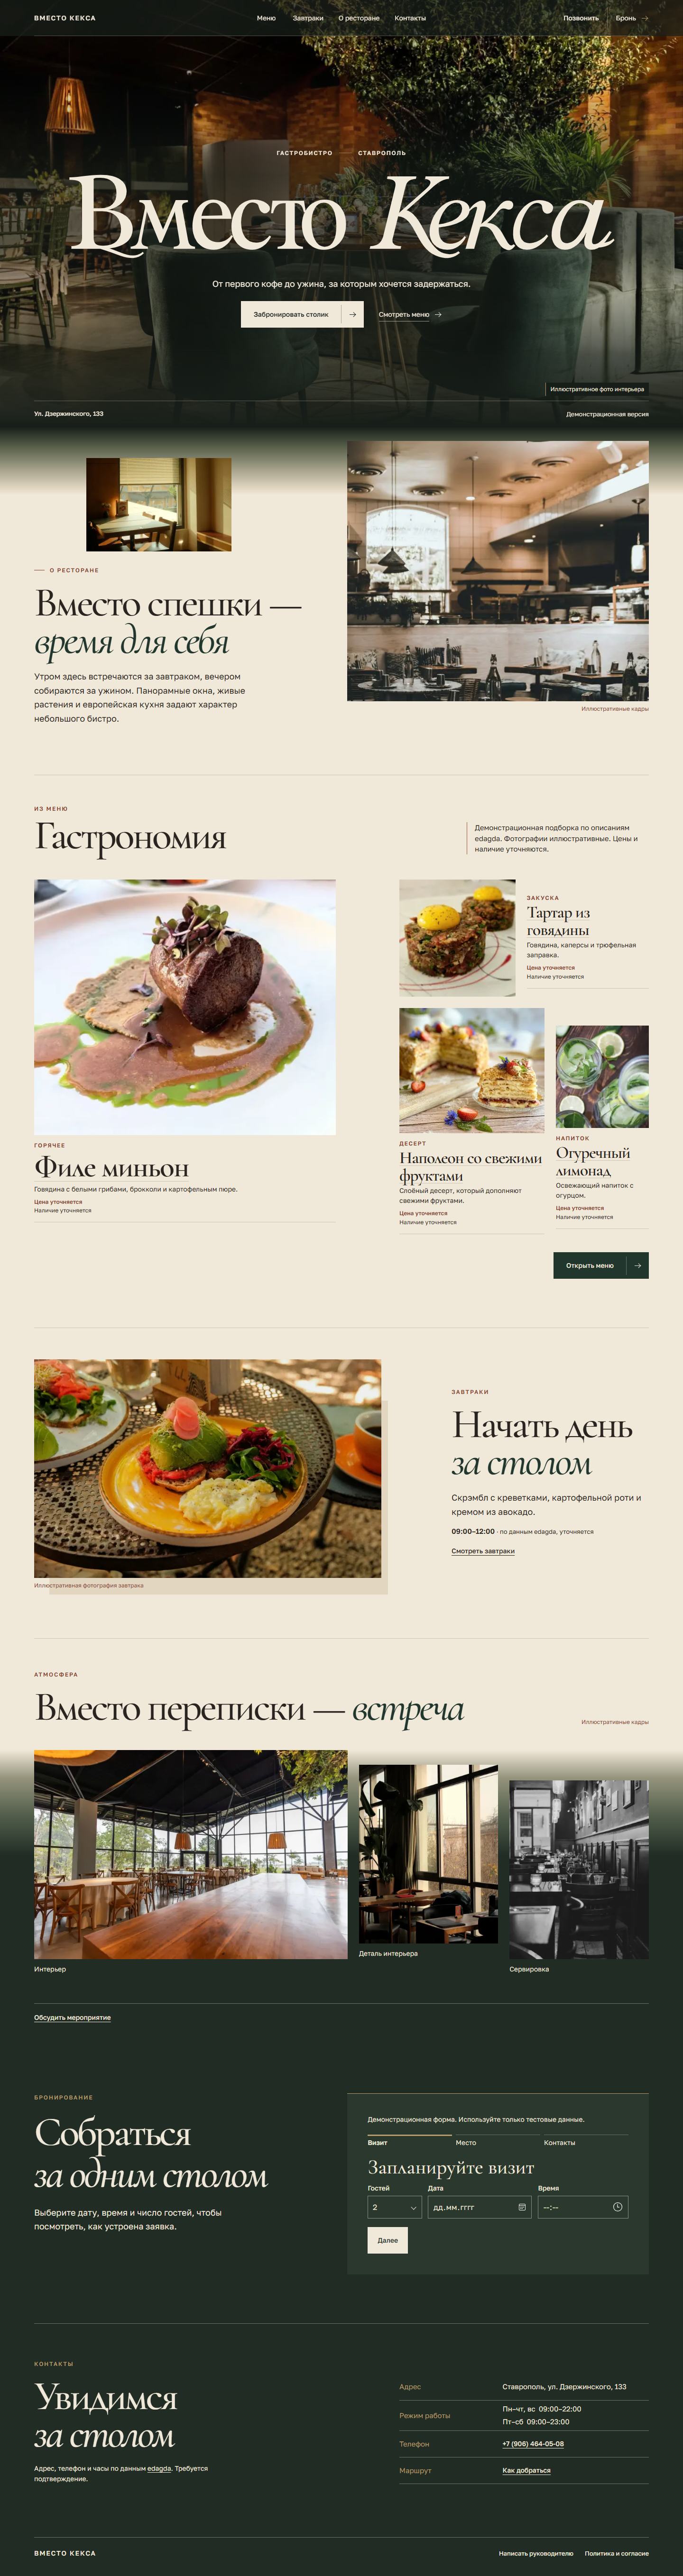 ВМЕСТО КЕКСА
Меню Завтраки О ресторане Контакты
Позвонить Бронь →
ГАСТРОБИСТРО — СТАВРОПОЛЬ
Вместо Кекса
От первого кофе до ужина, за которым хочется задержаться.
Забронировать столик →
Смотреть меню →
Иллюстративное фото интерьера
Ул. Дзержинского, 133
Демонстрационная версия
О РЕСТОРАНЕ
Вместо спешки —
время для себя
Утром здесь встречаются за завтраком, вечером
собираются за ужином. Панорамные окна, живые
растения и европейская кухня задают характер
небольшого бистро.
Иллюстративные кадры
ИЗ МЕНЮ
Гастрономия
Демонстрационная подборка по описаниям
edagda. Фотографии иллюстративные. Цены и
наличие уточняются.
ГОРЯЧЕЕ
Филе миньон
Говядина с белыми грибами, брокколи и картофельным пюре.
Цена уточняется
Наличие уточняется
ЗАКУСКА
Тартар из
говядины
Говядина, каперсы и трюфельная
заправка.
Цена уточняется
Наличие уточняется
ДЕСЕРТ
Наполеон со свежими
фруктами
Слоёный десерт, который дополняют
свежими фруктами.
Цена уточняется
Наличие уточняется
НАПИТОК
Огуречный
лимонад
Освежающий напиток с
огурцом.
Цена уточняется
Наличие уточняется
Открыть меню →
ЗАВТРАКИ
Начать день
за столом
Скрэмбл с креветками, картофельной роти и
кремом из авокадо.
09:00–12:00 · по данным edagda, уточняется
Смотреть завтраки
Иллюстративная фотография завтрака
АТМОСФЕРА
Вместо переписки — встреча
Иллюстративные кадры
Интерьер
Деталь интерьера
Сервировка
Обсудить мероприятие
БРОНИРОВАНИЕ
Собраться
за одним столом
Выберите дату, время и число гостей, чтобы
посмотреть, как устроена заявка.
Демонстрационная форма. Используйте только тестовые данные.
Визит Место Контакты
Запланируйте визит
Гостей Дата Время
2 дд.мм.гггг --:--
Далее
КОНТАКТЫ
Увидимся
за столом
Адрес, телефон и часы по данным edagda. Требуется
подтверждение.
Адрес Ставрополь, ул. Дзержинского, 133
Режим работы Пн–чт, вс 09:00–22:00
Пт–сб 09:00–23:00
Телефон +7 (906) 464-05-08
Маршрут Как добраться
ВМЕСТО КЕКСА
Написать руководителю Политика и согласие